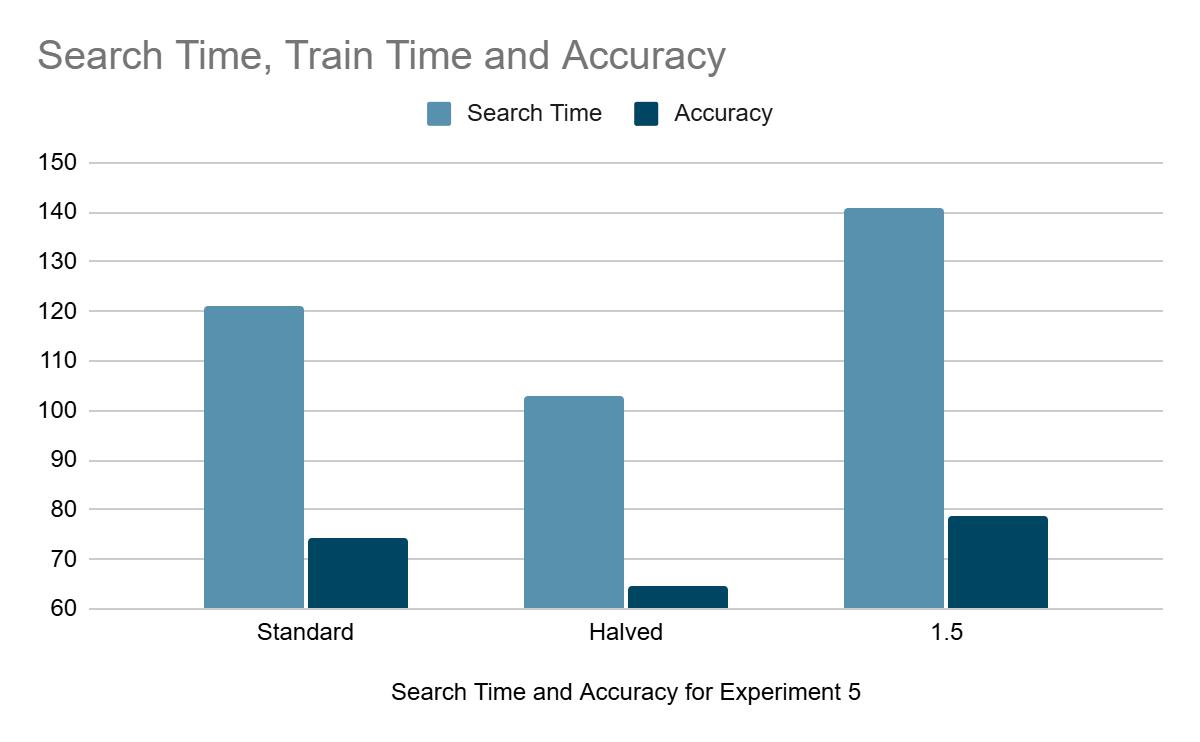 Search Time, Train Time and Accuracy
Search Time Accuracy
150
140
130
120
110
100
90
80
70
60
Standard Halved 1.5
Search Time and Accuracy for Experiment 5